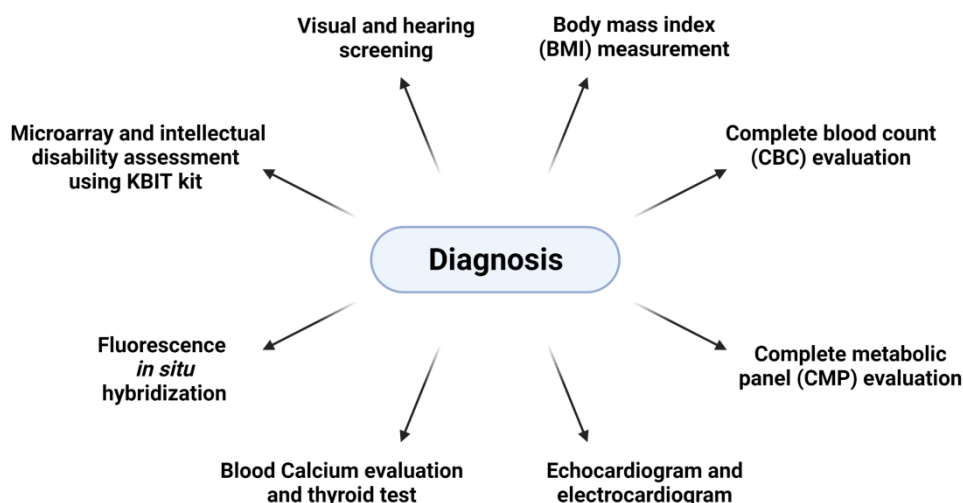 Visual and hearing
screening
Body mass index
(BMI) measurement
Microarray and intellectual
disability assessment
using KBIT kit
Complete blood count
(CBC) evaluation
Diagnosis
Fluorescence
in situ
hybridization
Complete metabolic
panel (CMP) evaluation
Blood Calcium evaluation
and thyroid test
Echocardiogram and
electrocardiogram